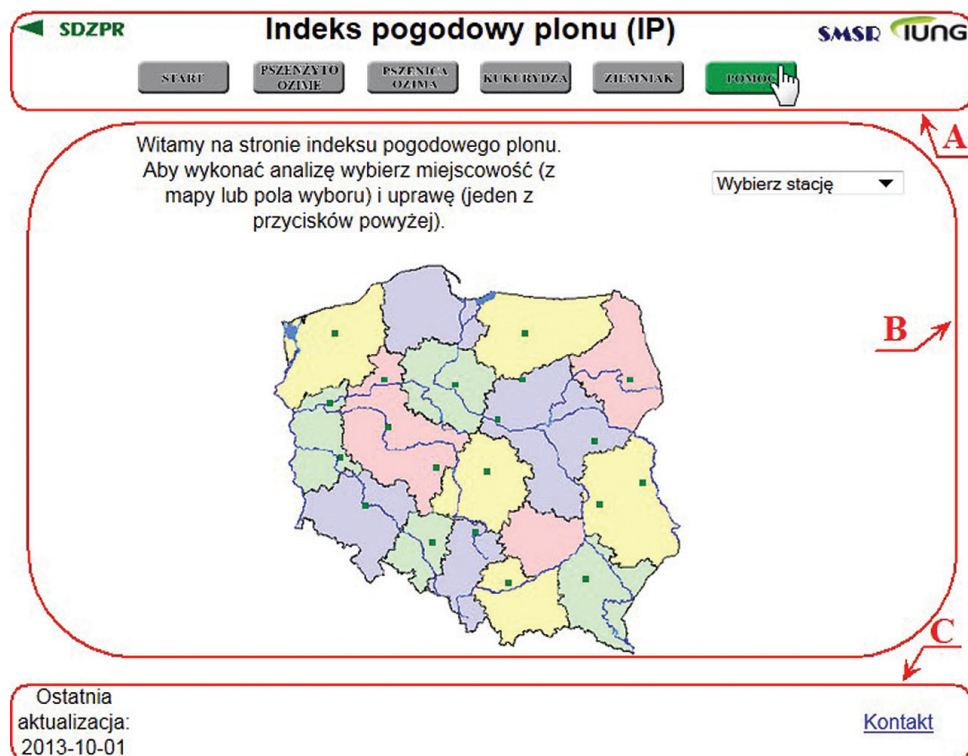 SDZPR
Indeks pogodowy plonu (IP)
SMSR IUNG
START
PSZENŻYTO
OZIME
PSZENICA
OZIMA
KUKURYDZA
ZIEMNIAK
POMOC
A
Witamy na stronie indeksu pogodowego plonu.
Aby wykonać analizę wybierz miejscowość (z
mapy lub pola wyboru) i uprawę (jeden z
przycisków powyżej).
Wybierz stację
B
C
Ostatnia
aktualizacja:
2013-10-01
Kontakt